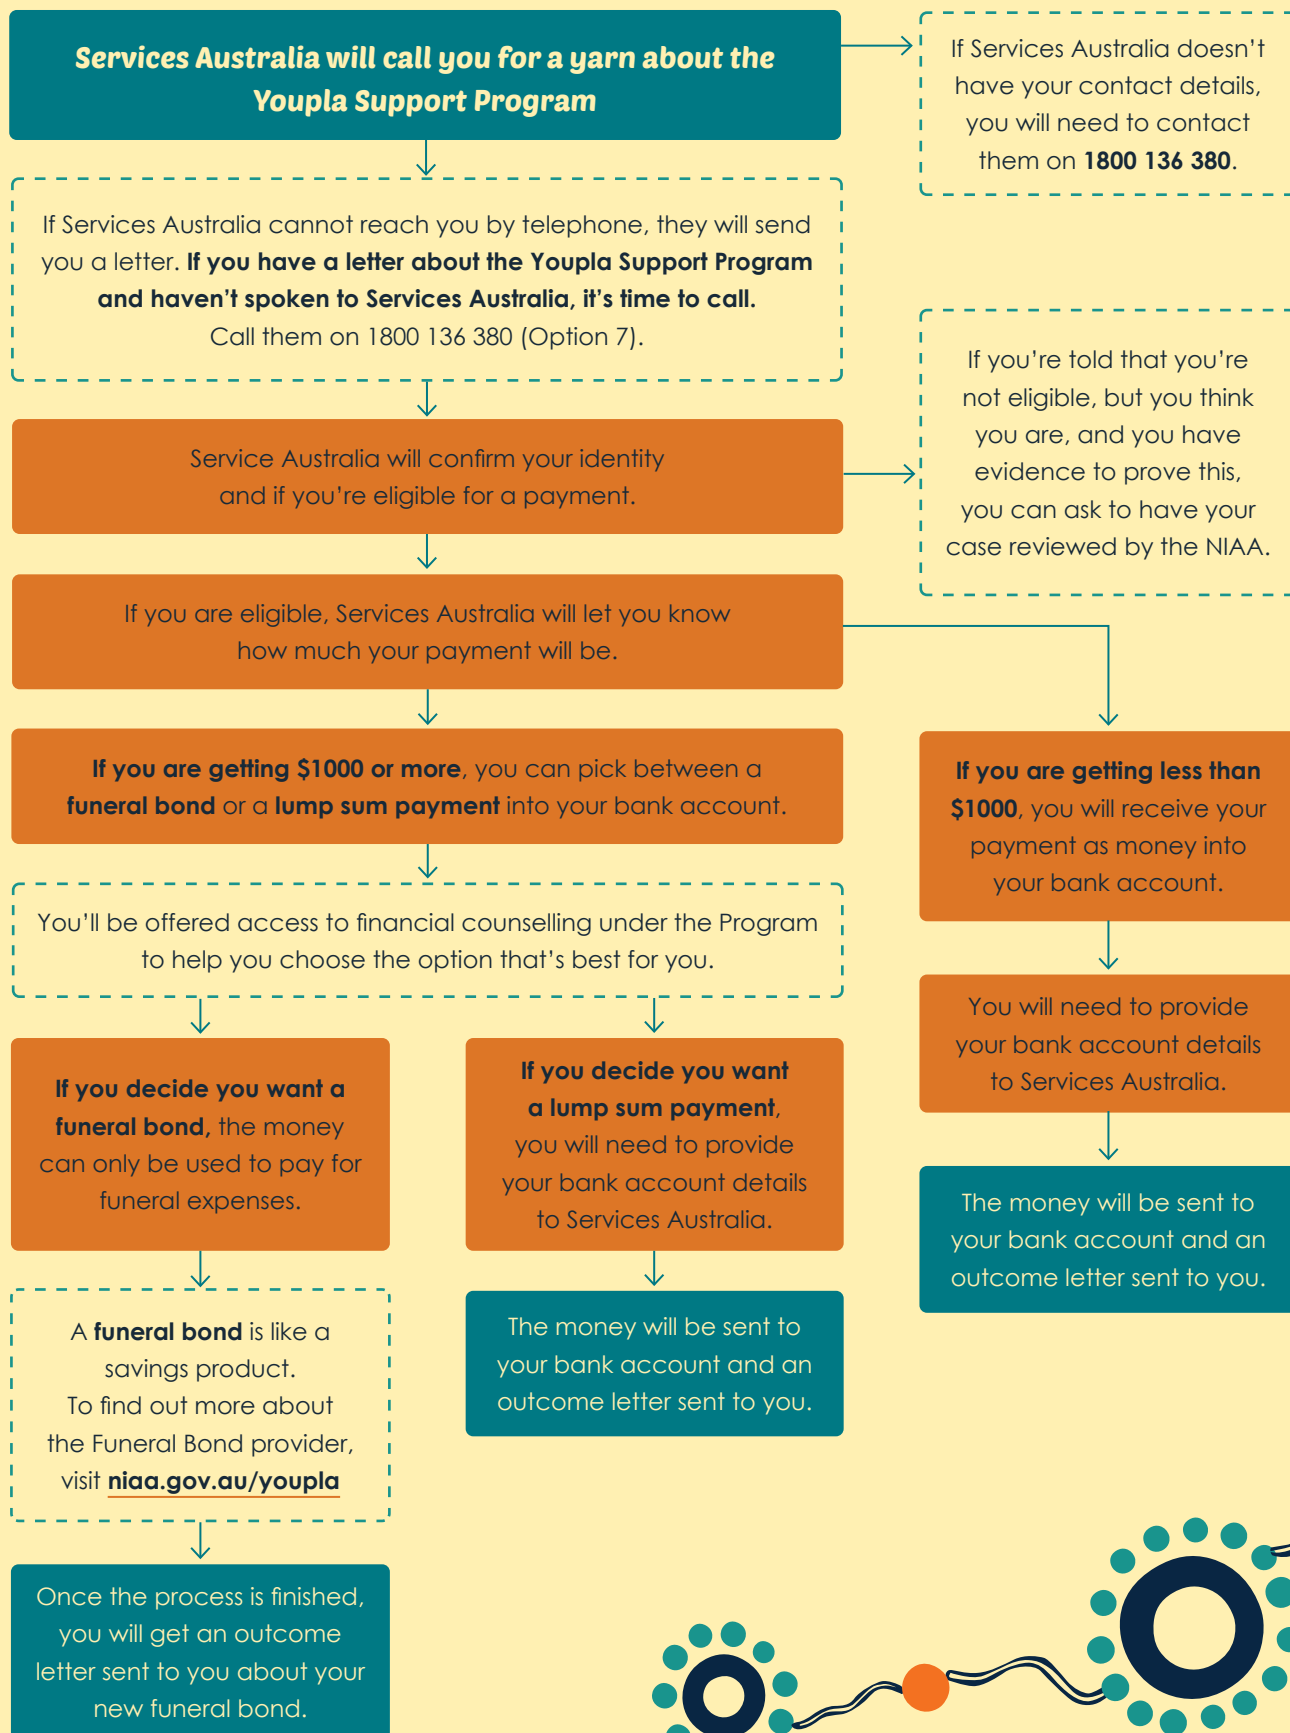 Services Australia will call you for a yarn about the
Youpla Support Program
If Services Australia doesn't
have your contact details,
you will need to contact
them on 1800 136 380.
If Services Australia cannot reach you by telephone, they will send
you a letter. If you have a letter about the Youpla Support Program
and haven't spoken to Services Australia, it's time to call.
Call them on 1800 136 380 (Option 7).
Service Australia will confirm your identity
and if you're eligible for a payment.
If you're told that you're
not eligible, but you think
you are, and you have
evidence to prove this,
you can ask to have your
case reviewed by the NIAA.
If you are eligible, Services Australia will let you know
how much your payment will be.
If you are getting $1000 or more, you can pick between a
funeral bond or a lump sum payment into your bank account.
If you are getting less than
$1000, you will receive your
payment as money into
your bank account.
You'll be offered access to financial counselling under the Program
to help you choose the option that's best for you.
You will need to provide
your bank account details
to Services Australia.
If you decide you want a
funeral bond, the money
can only be used to pay for
funeral expenses.
If you decide you want
a lump sum payment,
you will need to provide
your bank account details
to Services Australia.
The money will be sent to
your bank account and an
outcome letter sent to you.
A funeral bond is like a
savings product.
To find out more about
the Funeral Bond provider,
visit niaa.gov.au/youpla
The money will be sent to
your bank account and an
outcome letter sent to you.
Once the process is finished,
you will get an outcome
letter sent to you about your
new funeral bond.